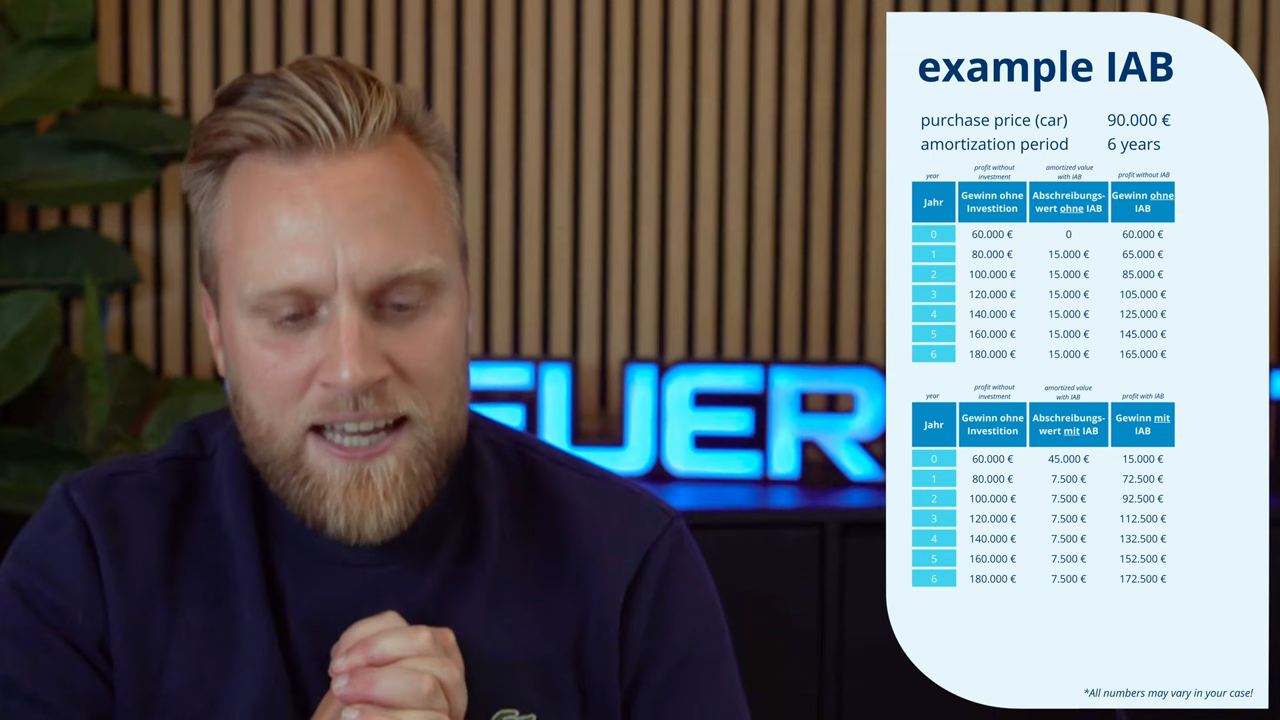 example IAB
purchase price (car) 90.000 €
amortization period 6 years
year profit without investment amortized value with IAB profit without IAB
Jahr Gewinn ohne Investition Abschreibungs-wert ohne IAB Gewinn ohne IAB
0 60.000 € 0 60.000 €
1 80.000 € 15.000 € 65.000 €
2 100.000 € 15.000 € 85.000 €
3 120.000 € 15.000 € 105.000 €
4 140.000 € 15.000 € 125.000 €
5 160.000 € 15.000 € 145.000 €
6 180.000 € 15.000 € 165.000 €
year profit without investment amortized value with IAB profit with IAB
Jahr Gewinn ohne Investition Abschreibungs-wert mit IAB Gewinn mit IAB
0 60.000 € 45.000 € 15.000 €
1 80.000 € 7.500 € 72.500 €
2 100.000 € 7.500 € 92.500 €
3 120.000 € 7.500 € 112.500 €
4 140.000 € 7.500 € 132.500 €
5 160.000 € 7.500 € 152.500 €
6 180.000 € 7.500 € 172.500 €
*All numbers may vary in your case!
EUER